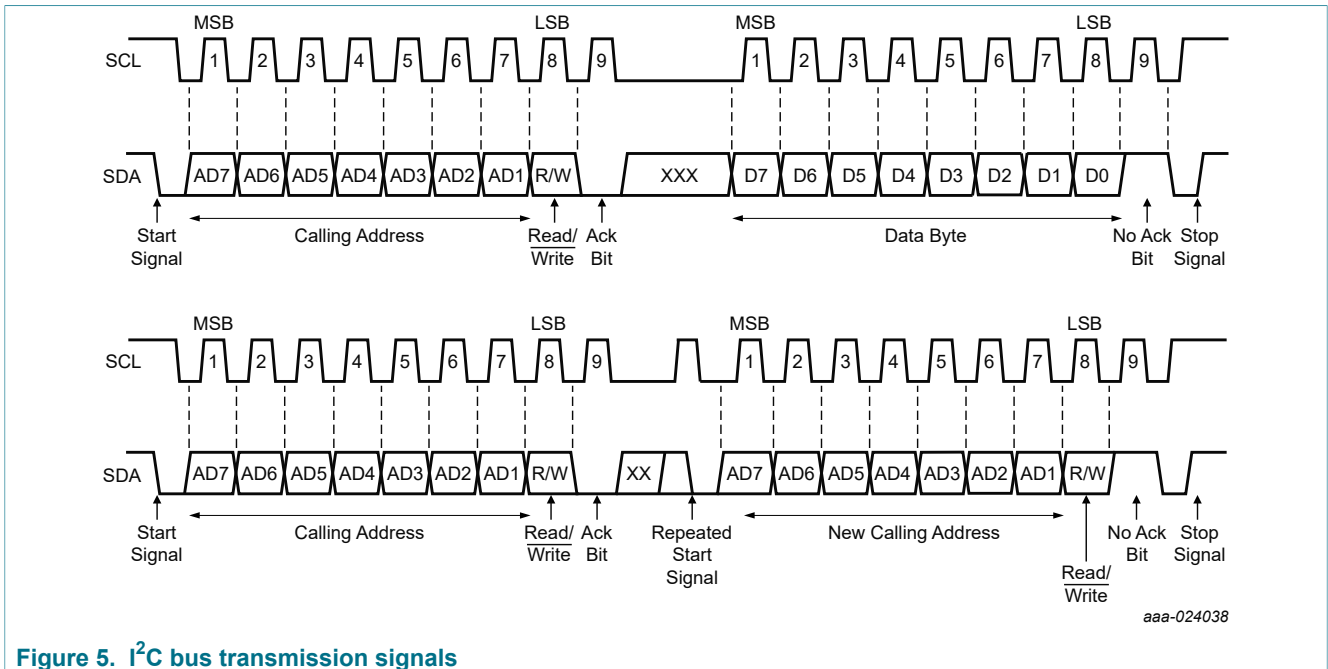 MSB LSB MSB LSB
SCL 1 2 3 4 5 6 7 8 9 1 2 3 4 5 6 7 8 9
SDA AD7 AD6 AD5 AD4 AD3 AD2 AD1 R/W XXX D7 D6 D5 D4 D3 D2 D1 D0
Start Signal
Calling Address
Read/Write
Ack Bit
Data Byte
No Ack Bit
Stop Signal
MSB LSB MSB LSB
SCL 1 2 3 4 5 6 7 8 9 1 2 3 4 5 6 7 8 9
SDA AD7 AD6 AD5 AD4 AD3 AD2 AD1 R/W XX AD7 AD6 AD5 AD4 AD3 AD2 AD1 R/W
Start Signal
Calling Address
Read/Write
Ack Bit
Repeated Start Signal
New Calling Address
Read/Write
No Ack Bit
Stop Signal
aaa-024038
Figure 5. I²C bus transmission signals